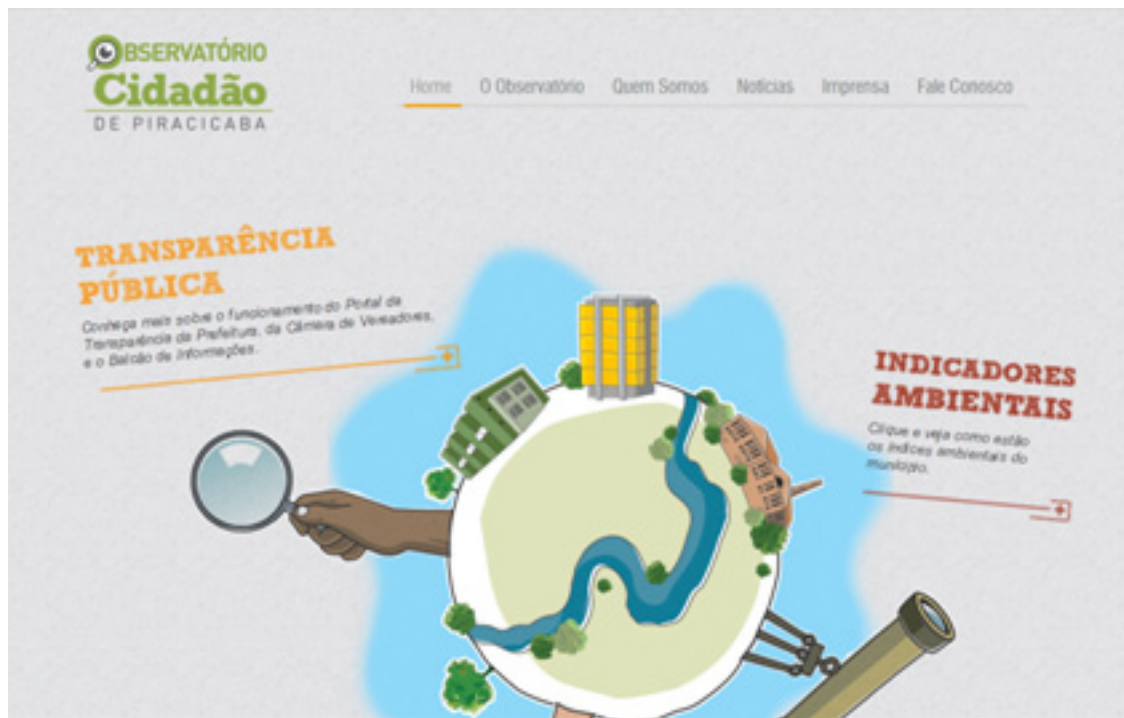 OBSERVATÓRIO
Cidadão
DE PIRACICABA
Home O Observatório Quem Somos Notícias Imprensa Fale Conosco
TRANSPARÊNCIA
PÚBLICA
Conheça mais sobre o funcionamento do Portal da
Transparência da Prefeitura, da Câmera de Vereadores,
e o Balcão de Informações.
INDICADORES
AMBIENTAIS
Clique e veja como estão
os índices ambientais do
município.